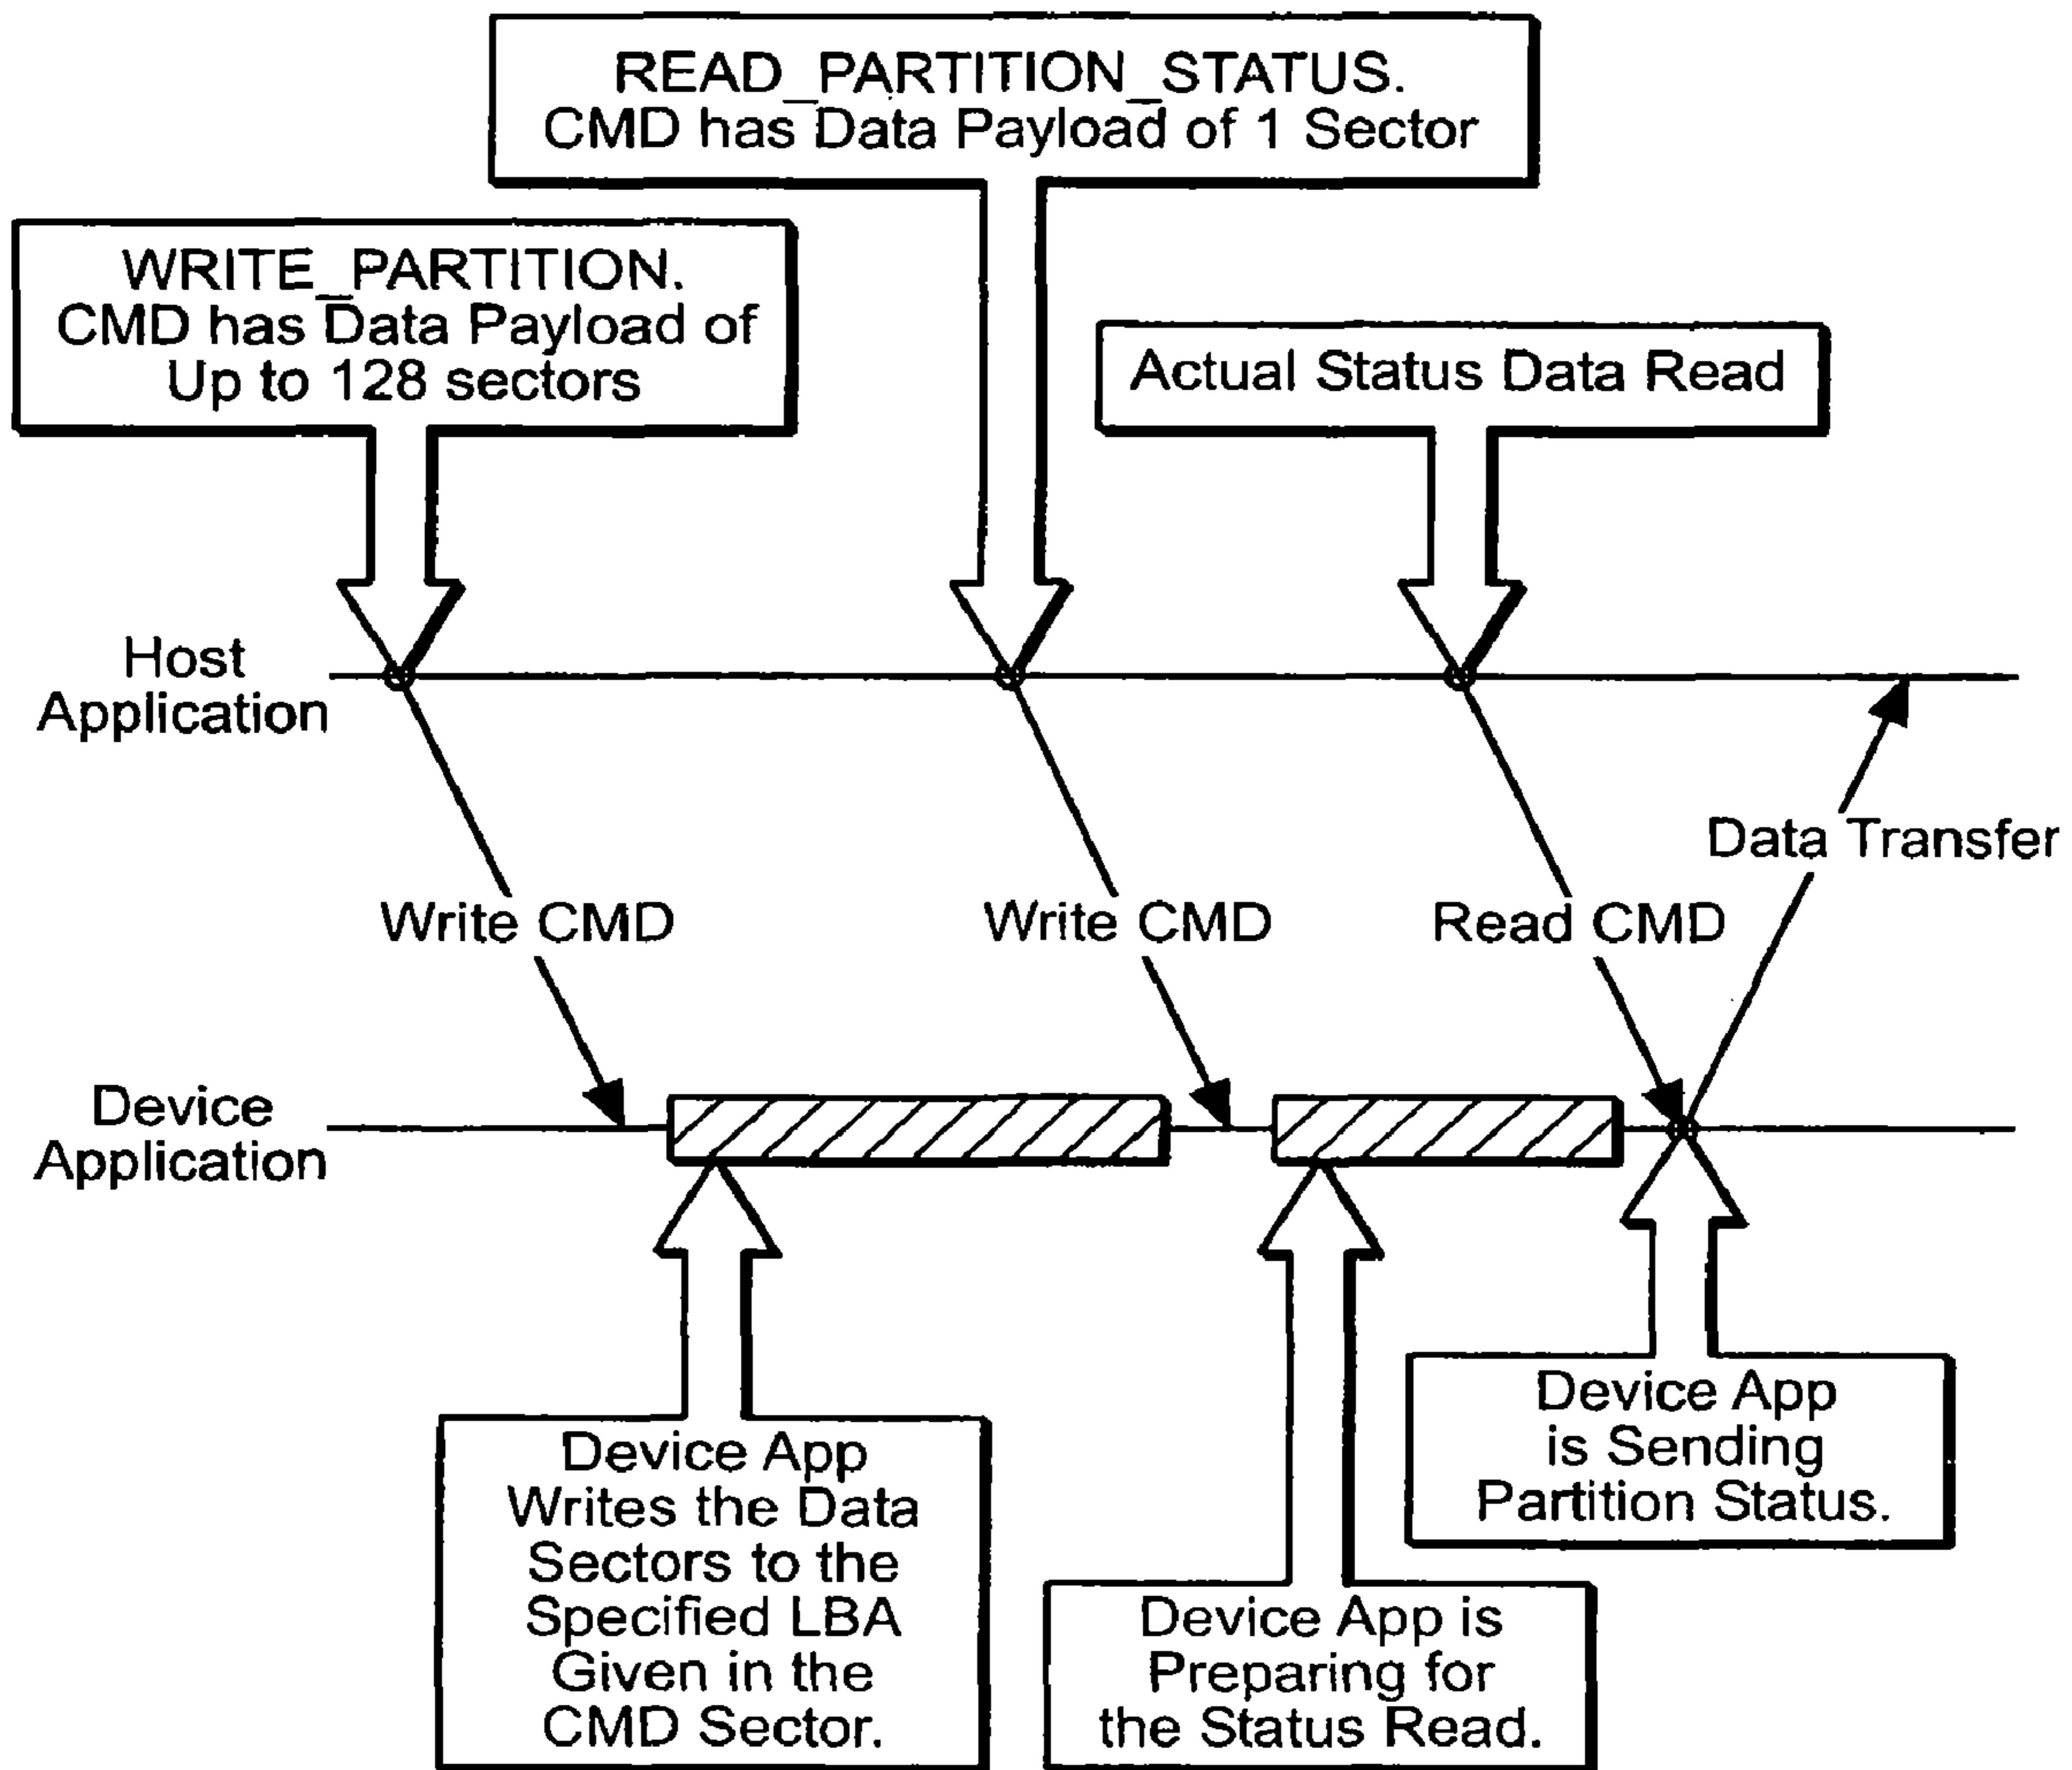 READ_PARTITION_STATUS.
CMD has Data Payload of 1 Sector
WRITE_PARTITION.
CMD has Data Payload of
Up to 128 sectors
Actual Status Data Read
Host
Application
Data Transfer
Write CMD
Write CMD
Read CMD
Device
Application
Device App
is Sending
Partition Status.
Device App
Writes the Data
Sectors to the
Specified LBA
Given in the
CMD Sector.
Device App is
Preparing for
the Status Read.